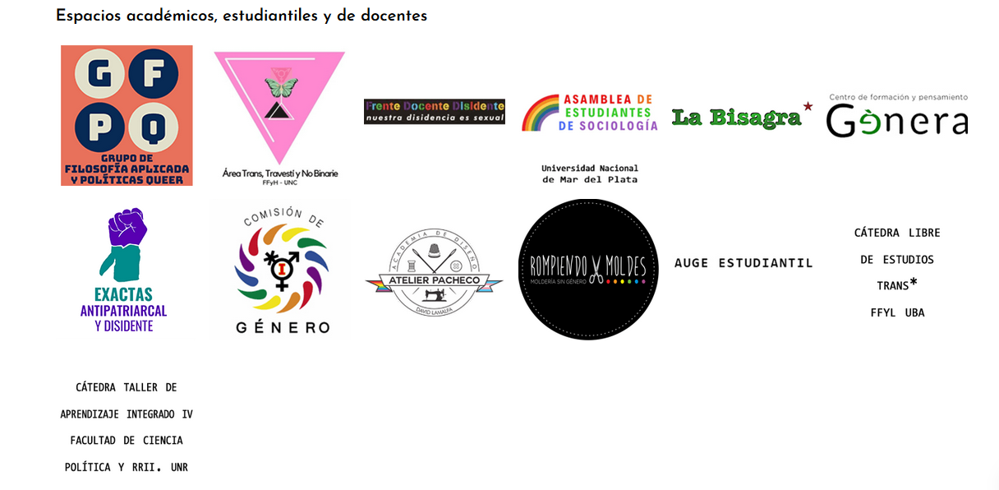 Espacios académicos, estudiantiles y de docentes
G F
P Q
GRUPO DE
FILOSOFÍA APLICADA
Y POLÍTICAS QUEER
Área Trans, Travesti y No Binarie
FFyH - UNC
Frente Docente Disidente
nuestra disidencia es sexual
ASAMBLEA DE
ESTUDIANTES
DE SOCIOLOGÍA
Universidad Nacional
de Mar del Plata
La Bisagra
Centro de formación y pensamiento
Gènera
EXACTAS
ANTIPATRIARCAL
Y DISIDENTE
COMISIÓN DE
I
GÉNERO
ACADEMIA DE DISEÑO
ATELIER PACHECO
DAVID LAMALFA
ROMPIENDO MOLDES
MOLDERÍA SIN GÉNERO
AUGE ESTUDIANTIL
CÁTEDRA LIBRE
DE ESTUDIOS
TRANS*
FFYL UBA
CÁTEDRA TALLER DE
APRENDIZAJE INTEGRADO IV
FACULTAD DE CIENCIA
POLÍTICA Y RRII. UNR